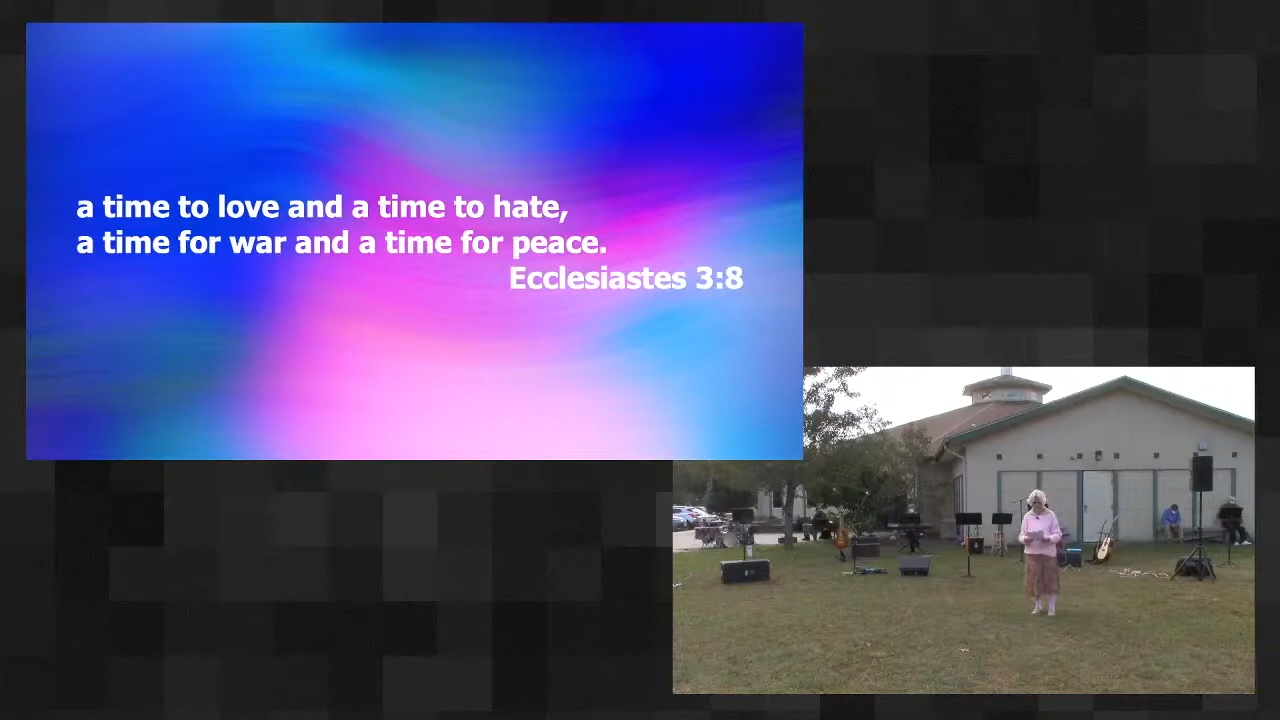 a time to love and a time to hate,
a time for war and a time for peace.
Ecclesiastes 3:8